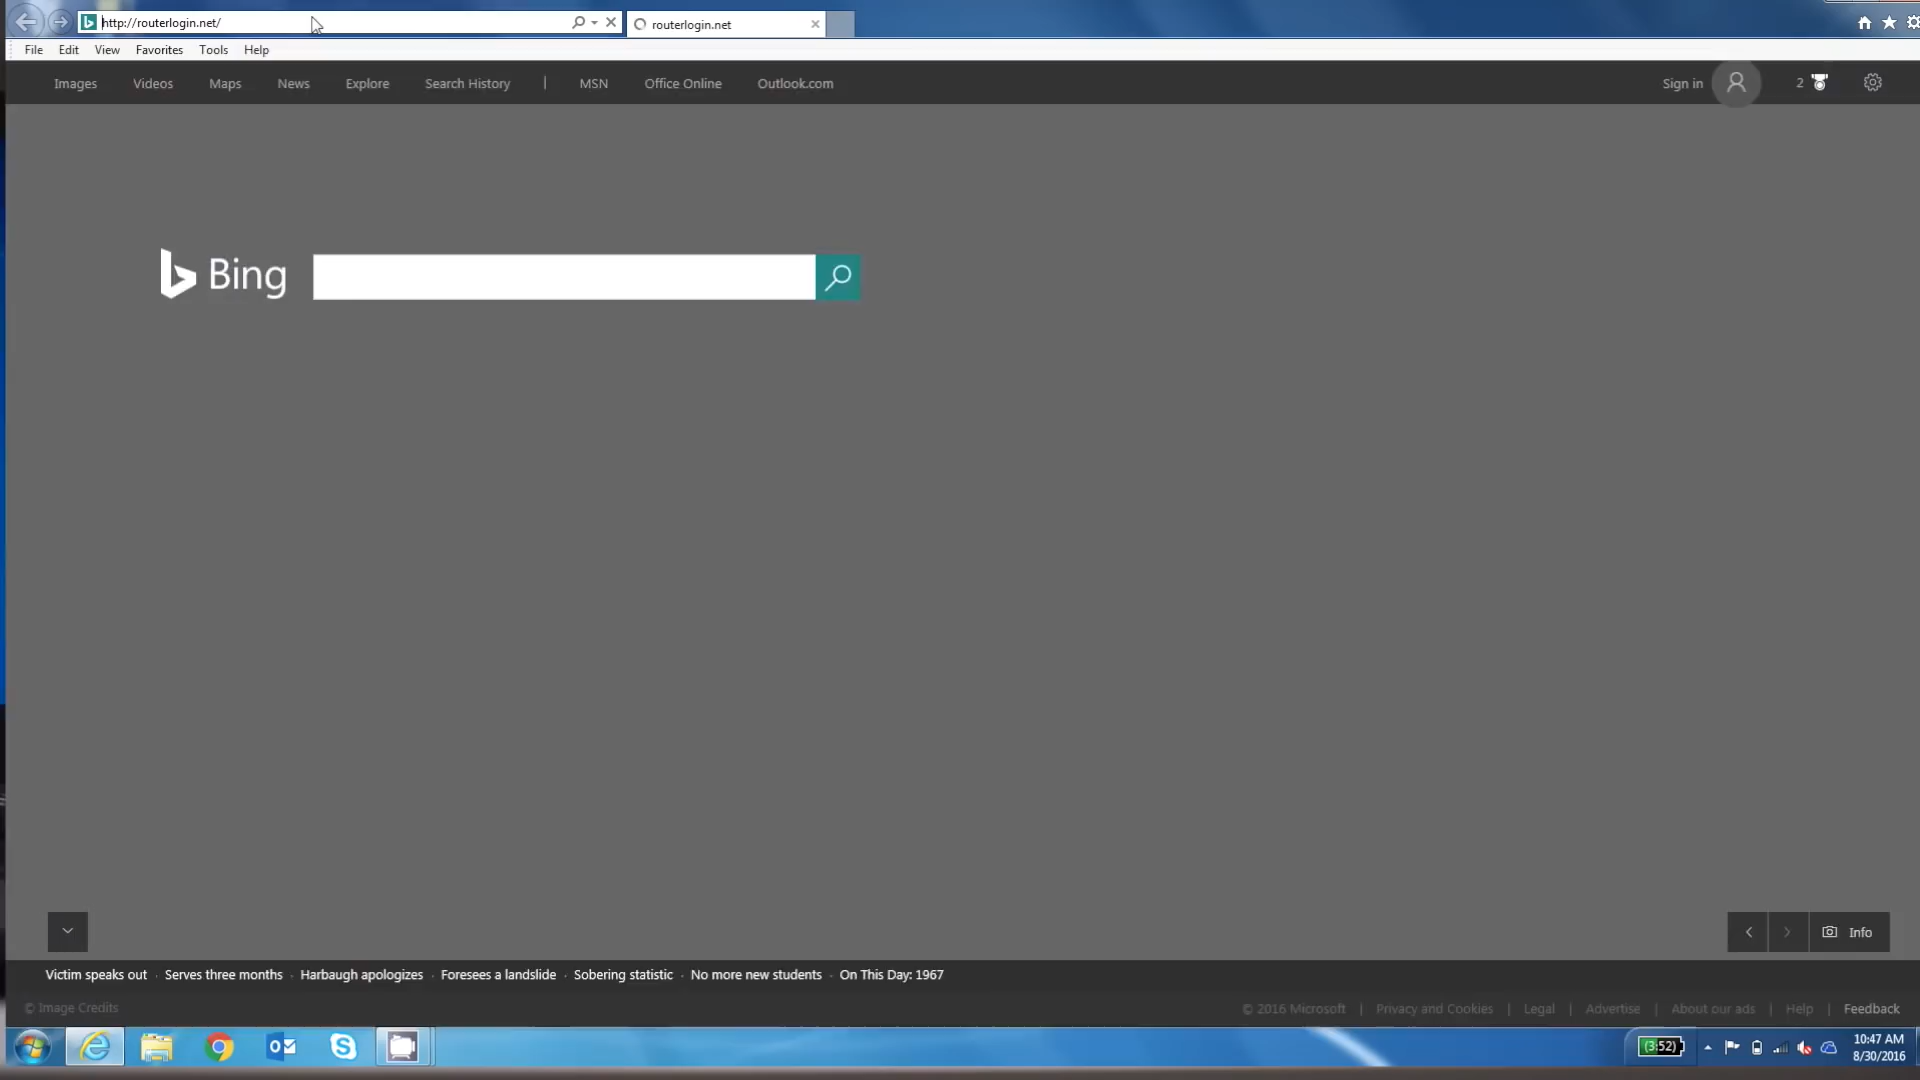 http://routerlogin.net/
routerlogin.net
File Edit View Favorites Tools Help
Images Videos Maps News Explore Search History | MSN Office Online Outlook.com
Sign in 2
Bing
Info
Victim speaks out · Serves three months · Harbaugh apologizes · Foresees a landslide · Sobering statistic · No more new students · On This Day: 1967
© Image Credits
© 2016 Microsoft | Privacy and Cookies | Legal | Advertise | About our ads | Help | Feedback
(3:52)
10:47 AM
8/30/2016